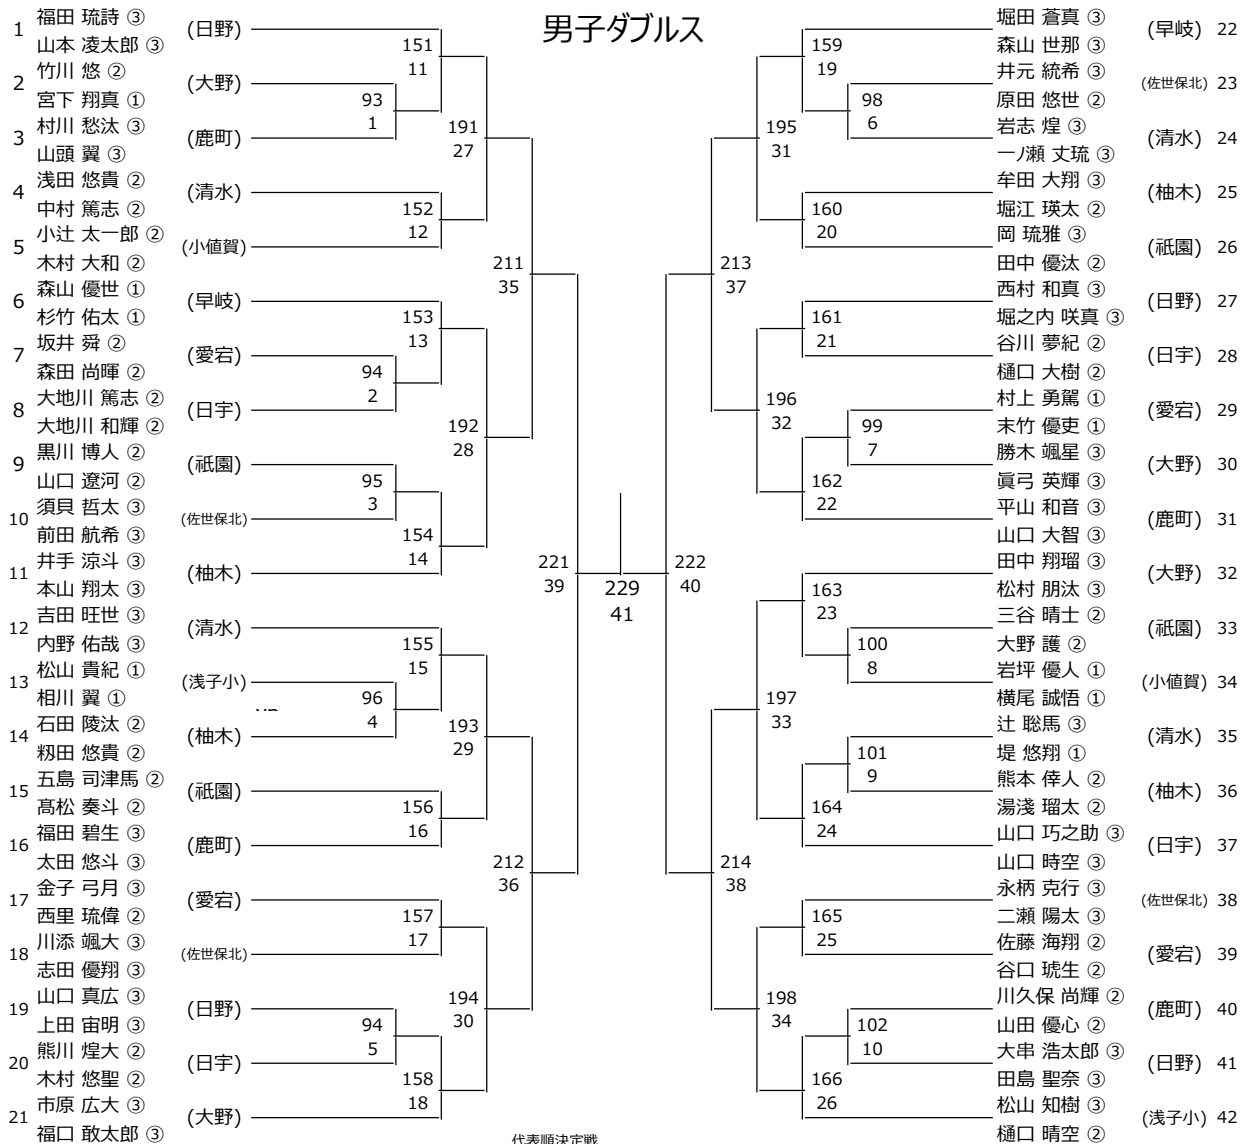 男子ダブルス
1 福田 琉詩 ③ 山本 凌太郎 ③ (日野)
2 竹川 悠 ② 宮下 翔真 ① (大野)
3 村川 愁汰 ③ 山頭 翼 ③ (鹿町)
4 浅田 悠貴 ② 中村 篤志 ② (清水)
5 小辻 太一郎 ② 木村 大和 ② (小値賀)
6 森山 優世 ① 杉竹 佑太 ① (早岐)
7 坂井 舜 ② 森田 尚暉 ② (愛宕)
8 大地川 篤志 ② 大地川 和輝 ② (日宇)
9 黒川 博人 ② 山口 遼河 ② (祇園)
10 須貝 哲太 ③ 前田 航希 ③ (佐世保北)
11 井手 涼斗 ③ 本山 翔太 ③ (柚木)
12 吉田 旺世 ③ 内野 佑哉 ③ (清水)
13 松山 貴紀 ① 相川 翼 ① (浅子小)
14 石田 陵汰 ② 籾田 悠貴 ② (柚木)
15 五島 司津馬 ② 髙松 奏斗 ② (祇園)
16 福田 碧生 ③ 太田 悠斗 ③ (鹿町)
17 金子 弓月 ③ 西里 琉偉 ② (愛宕)
18 川添 颯大 ③ 志田 優翔 ③ (佐世保北)
19 山口 真広 ③ 上田 宙明 ③ (日野)
20 熊川 煌大 ② 木村 悠聖 ② (日宇)
21 市原 広大 ③ 福口 敢太郎 ③ (大野)
93 1
94 2
95 3
96 4
94 5
151 11
152 12
153 13
154 14
155 15
156 16
157 17
158 18
191 27
192 28
193 29
194 30
211 35
212 36
221 39
229 41
222 40
213 37
214 38
195 31
196 32
197 33
198 34
159 19
160 20
161 21
162 22
163 23
164 24
165 25
166 26
98 6
99 7
100 8
101 9
102 10
堀田 蒼真 ③ 森山 世那 ③ (早岐) 22
井元 統希 ③ 原田 悠世 ② (佐世保北) 23
岩志 煌 ③ 一ノ瀬 丈琉 ③ (清水) 24
牟田 大翔 ③ 堀江 瑛太 ② (柚木) 25
岡 琉雅 ③ 田中 優汰 ② (祇園) 26
西村 和真 ③ 堀之内 咲真 ③ (日野) 27
谷川 夢紀 ② 樋口 大樹 ② (日宇) 28
村上 勇駕 ① 末竹 優吏 ① (愛宕) 29
勝木 颯星 ③ 眞弓 英輝 ③ (大野) 30
平山 和音 ③ 山口 大智 ③ (鹿町) 31
田中 翔瑠 ③ 松村 朋汰 ③ (大野) 32
三谷 晴士 ② 大野 護 ② (祇園) 33
岩坪 優人 ① 横尾 誠悟 ① (小値賀) 34
辻 聡馬 ③ 堤 悠翔 ① (清水) 35
熊本 倖人 ② 湯淺 瑠太 ② (柚木) 36
山口 巧之助 ③ 山口 時空 ③ (日宇) 37
永柄 克行 ③ 二瀬 陽太 ③ (佐世保北) 38
佐藤 海翔 ② 谷口 琥生 ② (愛宕) 39
川久保 尚輝 ② 山田 優心 ② (鹿町) 40
大串 浩太郎 ③ 田島 聖奈 ③ (日野) 41
松山 知樹 ③ 樋口 晴空 ② (浅子小) 42
代表順決定戦